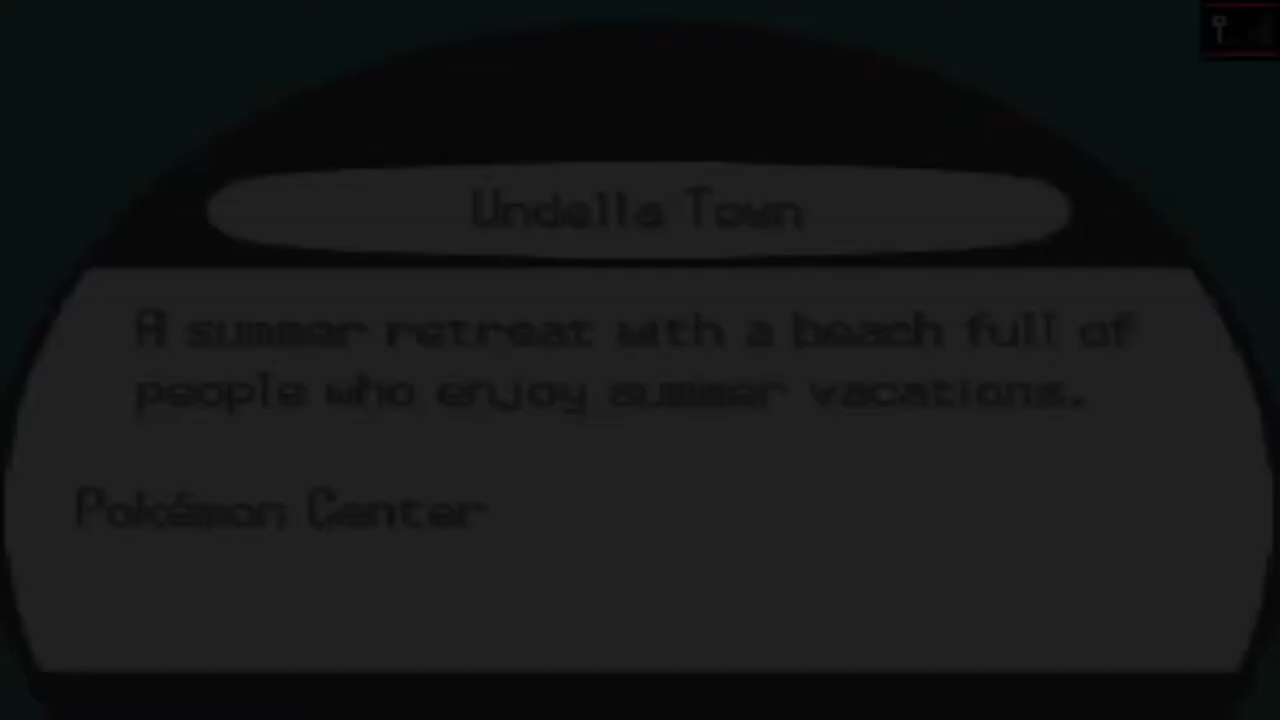 Undella Town
A summer retreat with a beach full of
people who enjoy summer vacations.
Pokémon Center